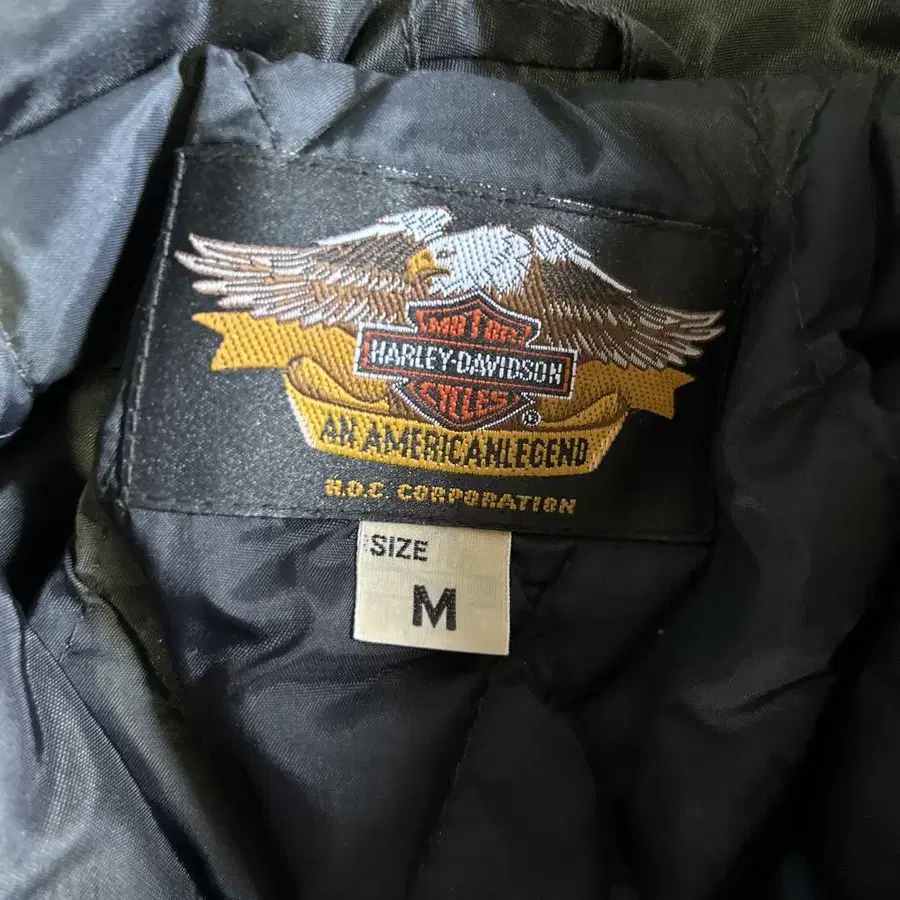 MOTOR
HARLEY-DAVIDSON
CYCLES
®
AN AMERICAN LEGEND
H.D.E CORPORATION
SIZE
M